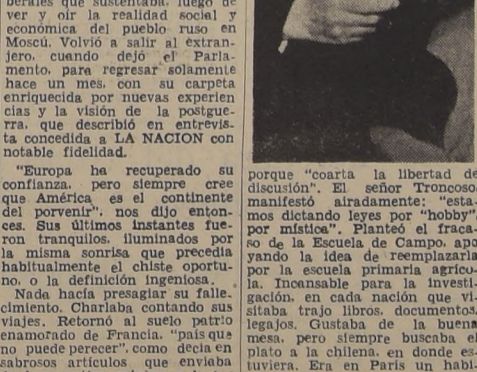 berales que sustentaba, luego de
ver y oír la realidad social y
económica del pueblo ruso en
Moscú. Volvió a salir al extran-
jero, cuando dejó el Parla-
mento, para regresar solamente
hace un mes, con su carpeta
enriquecida por nuevas experien
cias y la visión de la postgue-
rra, que describió en entrevis-
ta concedida a LA NACION con
notable fidelidad.
"Europa ha recuperado su
confianza, pero siempre cree
que América es el continente
del porvenir", nos dijo enton-
ces. Sus últimos instantes fue-
ron tranquilos, iluminados por
la misma sonrisa que precedía
habitualmente el chiste oportu-
no, o la definición ingeniosa.
Nada hacía presagiar su falle-
cimiento. Charlaba contando sus
viajes. Retornó al suelo patrio
enamorado de Francia, "país que
no puede perecer", como decía en
sabrosos artículos que enviaba
porque "coarta la libertad de
discusión". El señor Troncoso
manifestó airadamente: "esta-
mos dictando leyes por "hobby",
por mística". Planteó el fraca-
so de la Escuela de Campo, apo
yando la idea de reemplazarla
por la escuela primaria agríco-
la. Incansable para la investi-
gación, en cada nación que vi-
sitaba trajo libros, documentos,
legajos. Gustaba de la buena
mesa, pero siempre buscaba el
plato a la chilena, en donde es-
tuviera. Era en París un habi-